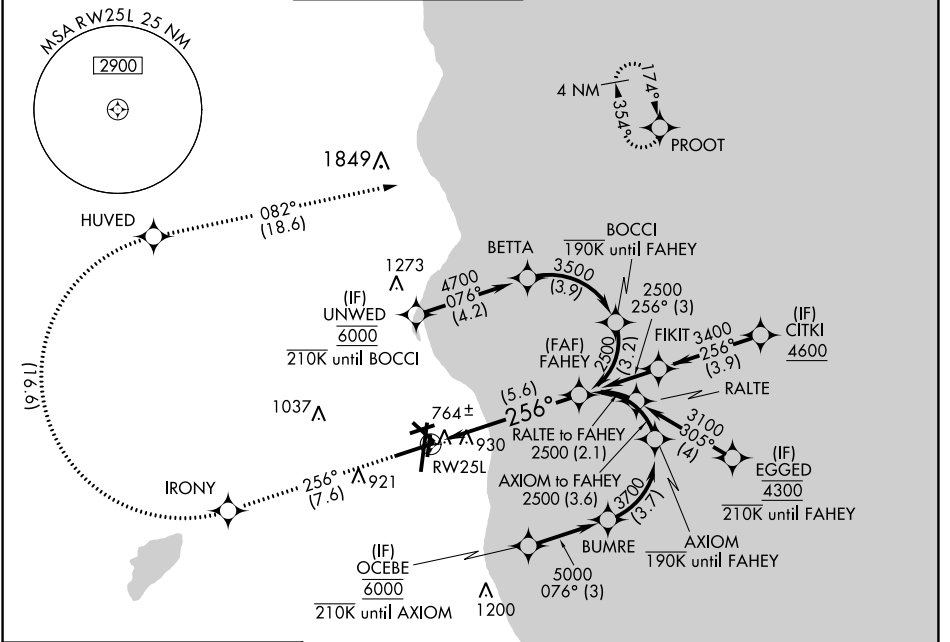 MSA RW25L 25 NM
2900
4 NM
174°
354°
PROOT
1849
HUVED
082°
(18.6)
BOCCI
190K until FAHEY
BETTA
1273
4700
076°
(4.2)
3500
(3.9)
2500
256° (3)
(IF)
UNWED
6000
210K until BOCCI
(IF)
CITKI
4600
FIKIT
3400
256°
(3.9)
2500
(3.2)
(FAF)
FAHEY
(9.9)
1037
(5.6)
256°
RALTE
764±
930
RW25L
RALTE to FAHEY
2500 (2.1)
3100
305°
(4)
(IF)
EGGED
4300
210K until FAHEY
AXIOM to FAHEY
2500 (3.6)
IRONY
256°
(7.6)
921
3700
(3.7)
BUMRE
AXIOM
190K until FAHEY
(IF)
OCEBE
6000
210K until AXIOM
5000
076° (3)
1200